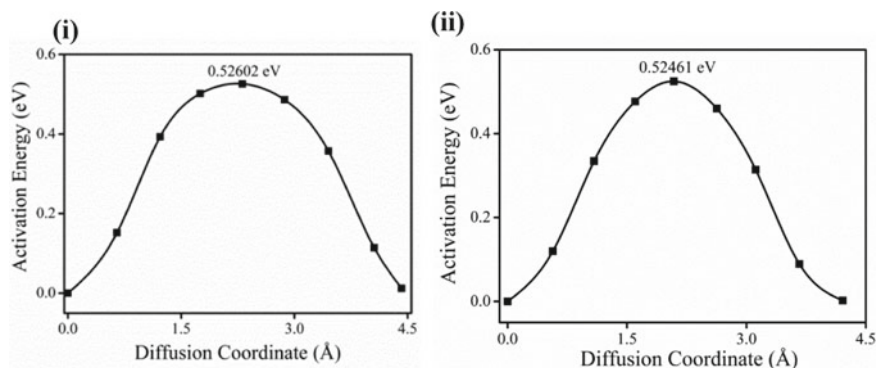 (i)
0.6
0.52602 eV
0.4
0.2
0.0
Activation Energy (eV)
0.0 1.5 3.0 4.5
Diffusion Coordinate (Å)
(ii)
0.6
0.52461 eV
0.4
0.2
0.0
Activation Energy (eV)
0.0 1.5 3.0 4.5
Diffusion Coordinate (Å)